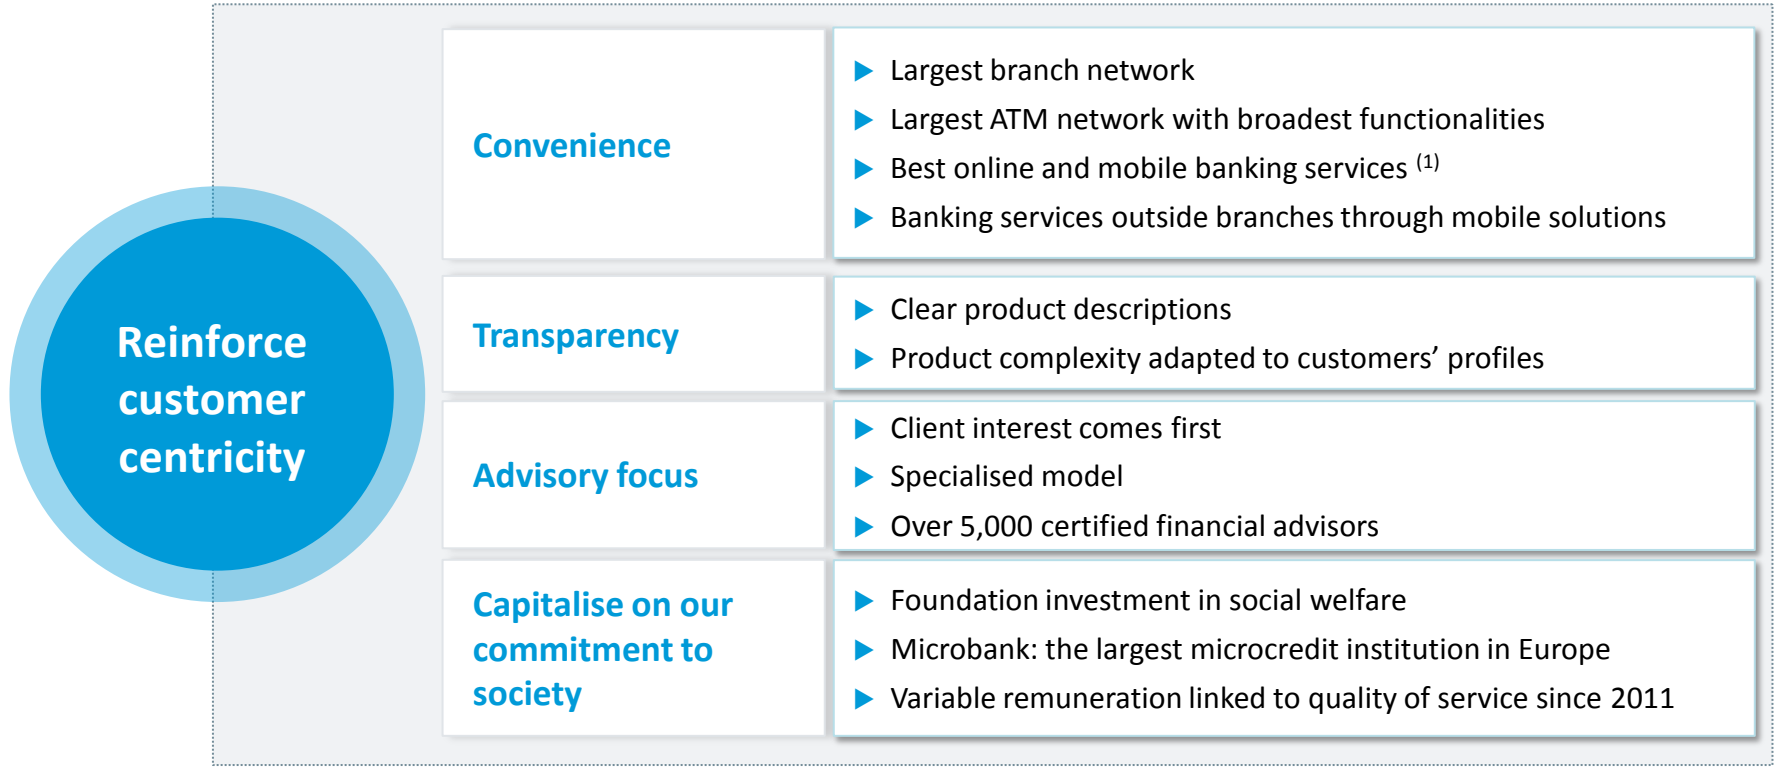 Reinforce
customer
centricity
Convenience
Largest branch network
Largest ATM network with broadest functionalities
Best online and mobile banking services (1)
Banking services outside branches through mobile solutions
Transparency
Clear product descriptions
Product complexity adapted to customers’ profiles
Advisory focus
Client interest comes first
Specialised model
Over 5,000 certified financial advisors
Capitalise on our
commitment to
society
Foundation investment in social welfare
Microbank: the largest microcredit institution in Europe
Variable remuneration linked to quality of service since 2011